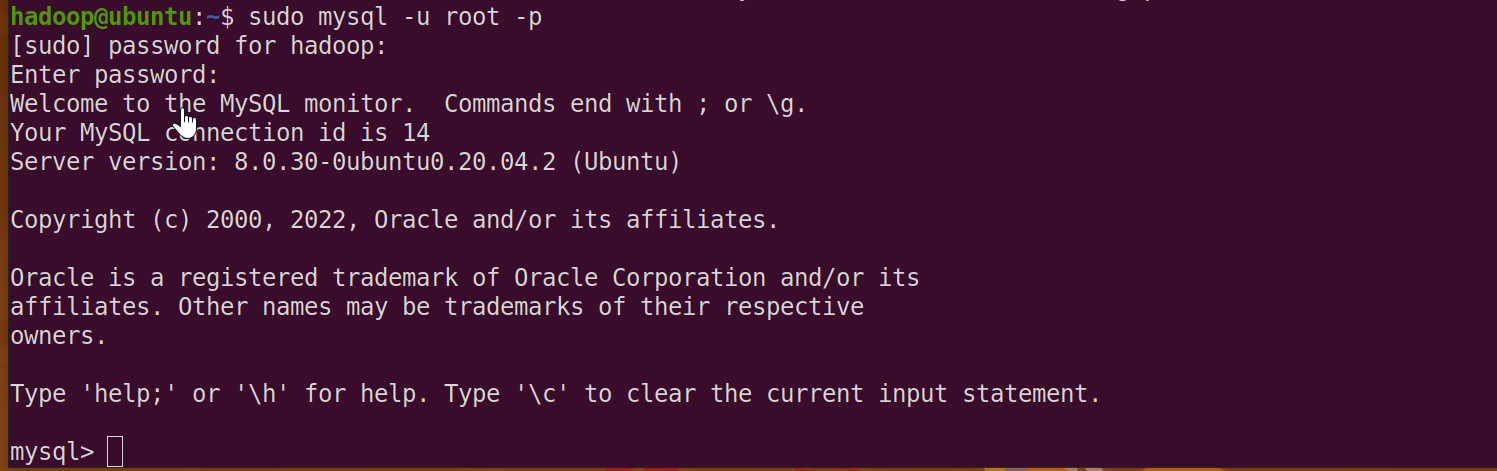 hadoop@ubuntu:~$ sudo mysql -u root -p
[sudo] password for hadoop:
Enter password:
Welcome to the MySQL monitor.  Commands end with ; or \g.
Your MySQL connection id is 14
Server version: 8.0.30-0ubuntu0.20.04.2 (Ubuntu)
Copyright (c) 2000, 2022, Oracle and/or its affiliates.
Oracle is a registered trademark of Oracle Corporation and/or its
affiliates. Other names may be trademarks of their respective
owners.
Type 'help;' or '\h' for help. Type '\c' to clear the current input statement.
mysql>